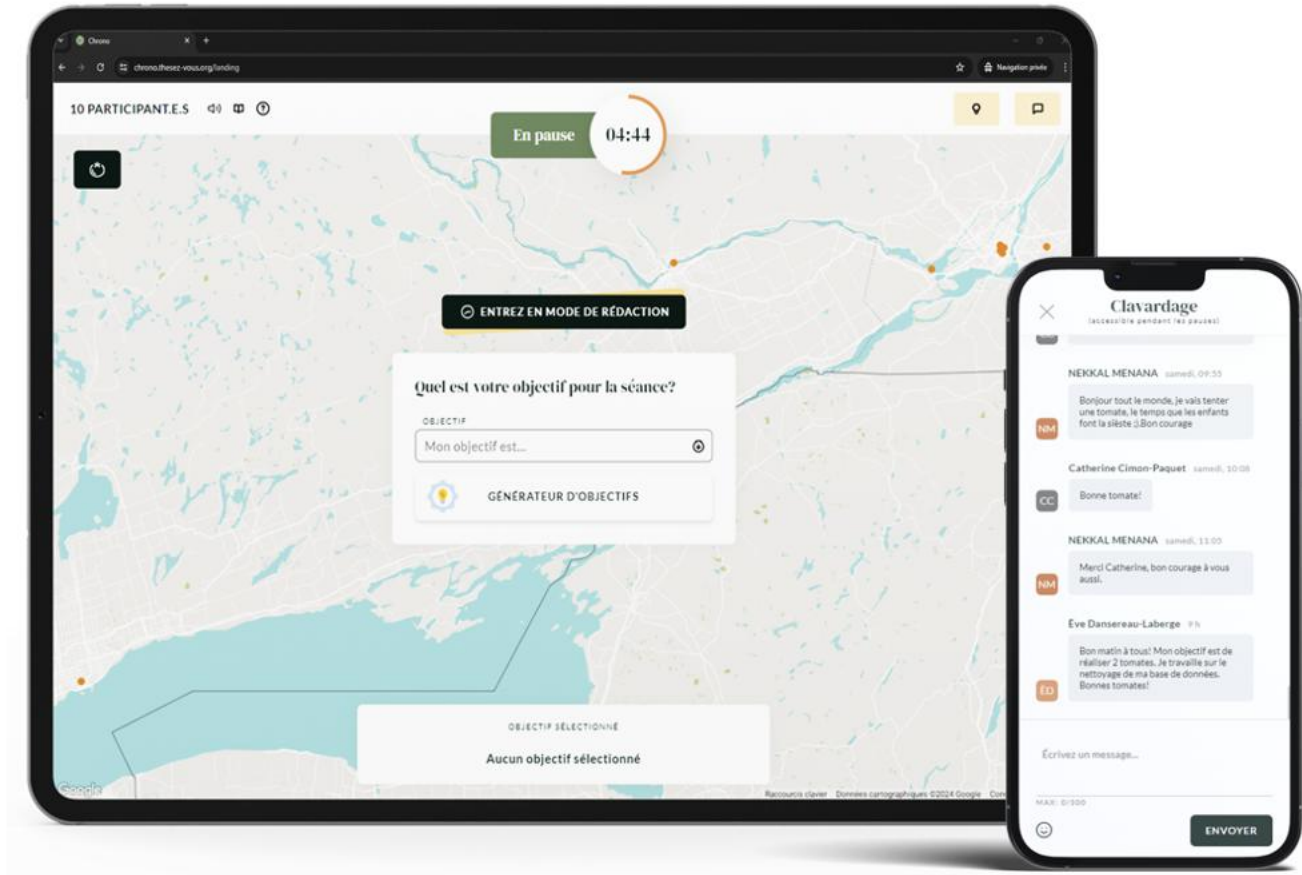 Chrono
chrono.thesez-vous.org/landing
Navigation privée
10 PARTICIPANT.E.S
En pause
04:44
ENTREZ EN MODE DE RÉDACTION
Quel est votre objectif pour la séance?
OBJECTIF
Mon objectif est...
GÉNÉRATEUR D'OBJECTIFS
OBJECTIF SÉLECTIONNÉ
Aucun objectif sélectionné
Google
Raccourcis clavier Données cartographiques ©2024 Google
Clavardage
(accessible pendant les pauses)
NEKKAL MENANA samedi, 09:55
Bonjour tout le monde, je vais tenter
une tomate, le temps que les enfants
font la sièste :).Bon courage
NM
Catherine Cimon-Paquet samedi, 10:08
Bonne tomate!
CC
NEKKAL MENANA samedi, 11:05
Merci Catherine, bon courage à vous
aussi.
NM
Ève Dansereau-Laberge 9 h
Bon matin à tous! Mon objectif est de
réaliser 2 tomates. Je travaille sur le
nettoyage de ma base de données.
Bonnes tomates!
ÈD
Écrivez un message...
MAX: 0/300
ENVOYER